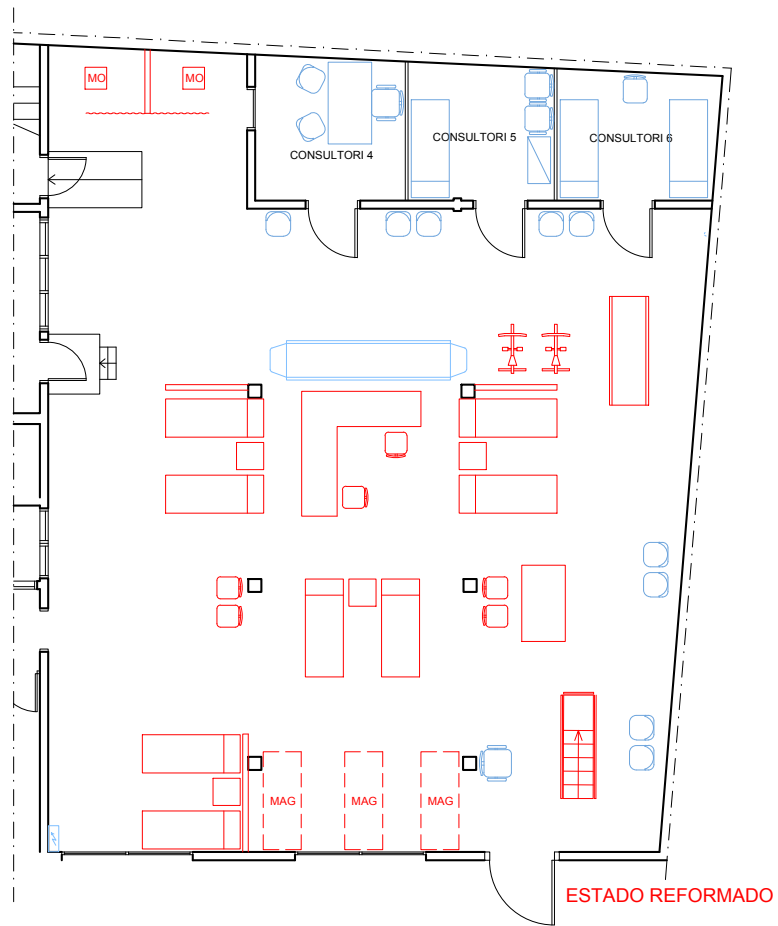 MO
MO
CONSULTORI 4
CONSULTORI 5
CONSULTORI 6
MAG
MAG
MAG
ESTADO REFORMADO